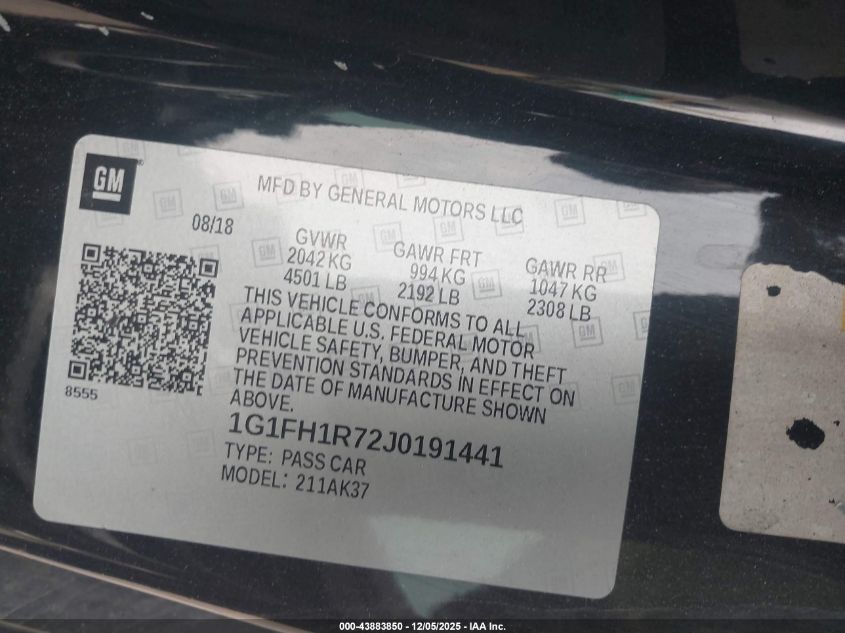 GM
MFD BY GENERAL MOTORS LLC
08/18
GVWR
2042 KG
4501 LB
GAWR FRT
994 KG
2192 LB
GAWR RR
1047 KG
2308 LB
THIS VEHICLE CONFORMS TO ALL
APPLICABLE U.S. FEDERAL MOTOR
VEHICLE SAFETY, BUMPER, AND THEFT
PREVENTION STANDARDS IN EFFECT ON
THE DATE OF MANUFACTURE SHOWN
ABOVE.
8555
1G1FH1R72J0191441
TYPE: PASS CAR
MODEL: 211AK37
000-43883850 - 12/05/2025 - IAA Inc.